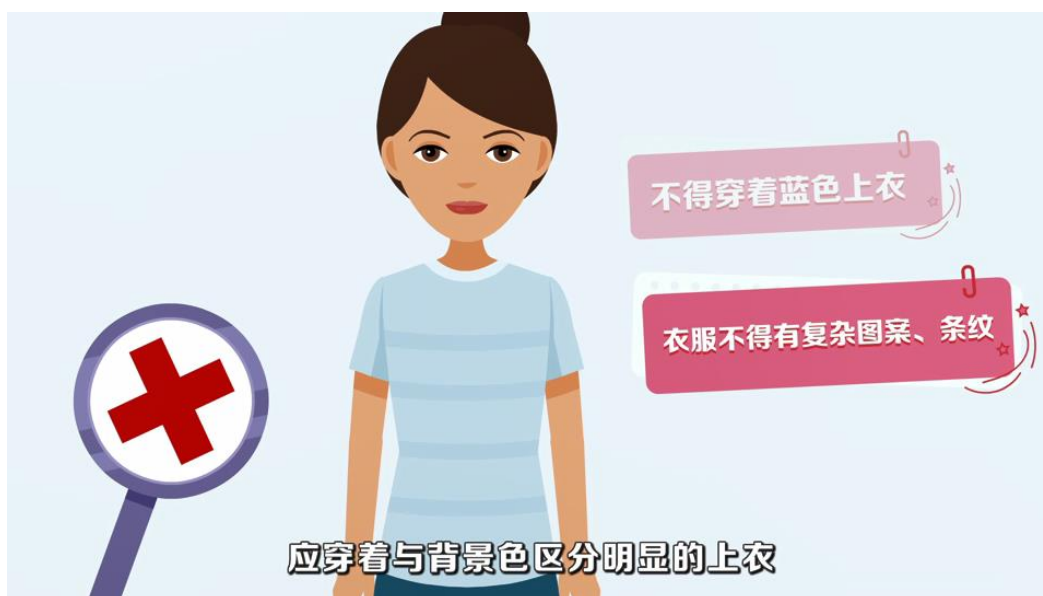 不得穿着蓝色上衣
衣服不得有复杂图案、条纹
应穿着与背景色区分明显的上衣